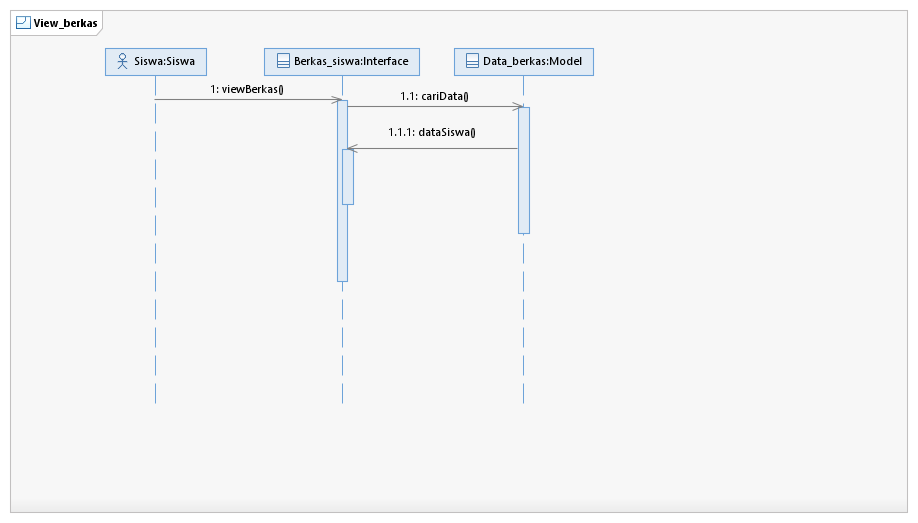 View_berkas
Siswa:Siswa
Berkas_siswa:Interface
Data_berkas:Model
1: viewBerkas()
1.1: cariData()
1.1.1: dataSiswa()